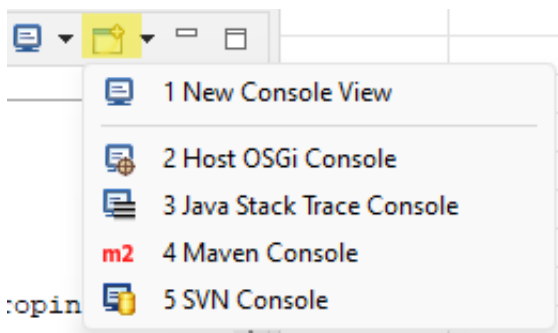 1 New Console View
2 Host OSGi Console
3 Java Stack Trace Console
m2 4 Maven Console
:opin 5 SVN Console